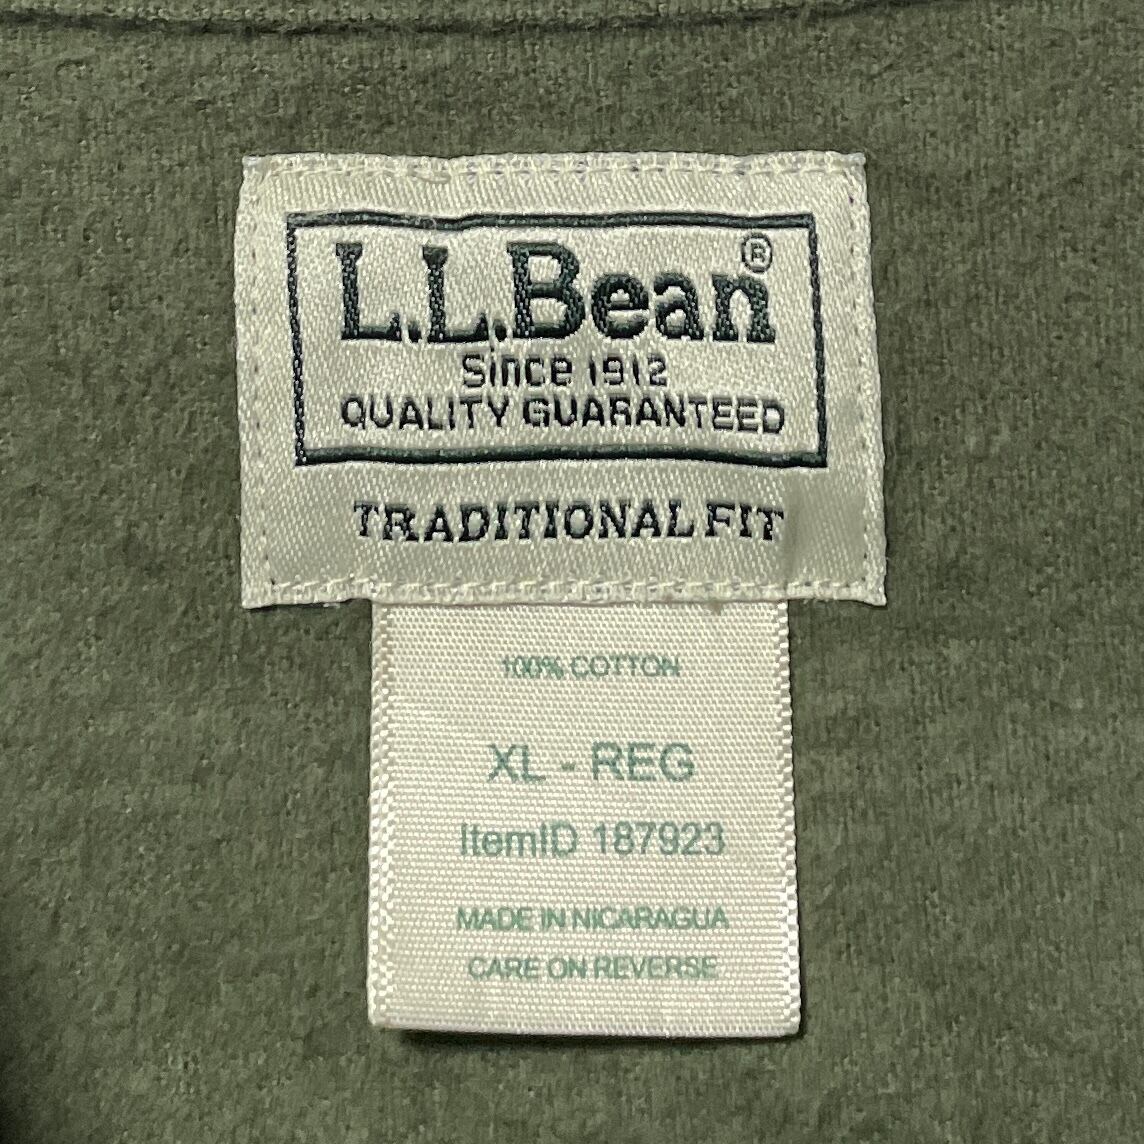 L.L.Bean®
Since 1912
QUALITY GUARANTEED
TRADITIONAL FIT
100% COTTON
XL - REG
ItemID 187923
MADE IN NICARAGUA
CARE ON REVERSE